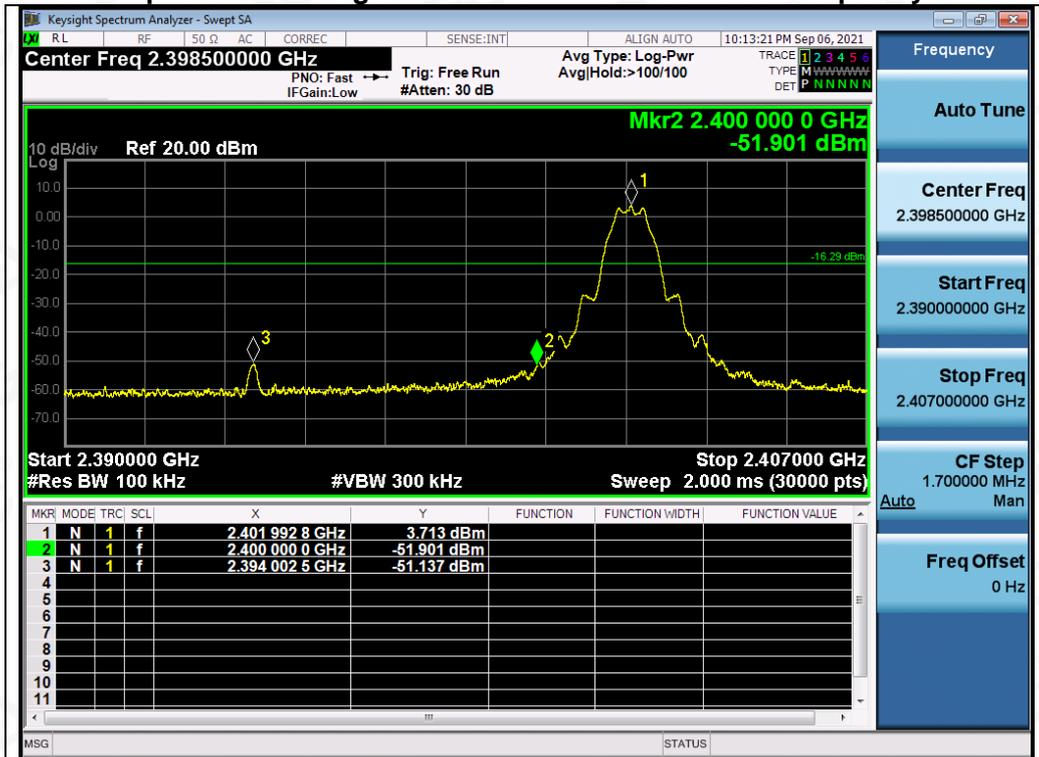 Keysight Spectrum Analyzer - Swept SA
LXI RL RF 50 Ω AC CORREC SENSE:INT ALIGN AUTO 10:13:21 PM Sep 06, 2021
Center Freq 2.398500000 GHz
PNO: Fast
IFGain:Low
Trig: Free Run
#Atten: 30 dB
Avg Type: Log-Pwr
Avg|Hold:>100/100
TRACE 1 2 3 4 5 6
TYPE M WWWWW
DET P N N N N N
Mkr2 2.400 000 0 GHz
-51.901 dBm
10 dB/div Ref 20.00 dBm
Log
10.0
0.00
-10.0
-20.0
-30.0
-40.0
-50.0
-60.0
-70.0
1
2
3
-16.29 dBm
Start 2.390000 GHz Stop 2.407000 GHz
#Res BW 100 kHz #VBW 300 kHz Sweep 2.000 ms (30000 pts)
MKR MODE TRC SCL X Y FUNCTION FUNCTION WIDTH FUNCTION VALUE
1 N 1 f 2.401 992 8 GHz 3.713 dBm
2 N 1 f 2.400 000 0 GHz -51.901 dBm
3 N 1 f 2.394 002 5 GHz -51.137 dBm
4
5
6
7
8
9
10
11
MSG STATUS
Frequency
Auto Tune
Center Freq
2.398500000 GHz
Start Freq
2.390000000 GHz
Stop Freq
2.407000000 GHz
CF Step
1.700000 MHz
Auto Man
Freq Offset
0 Hz